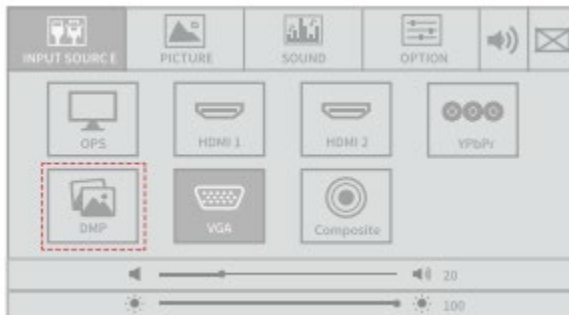 INPUT SOURCE PICTURE SOUND OPTION
OPS HDMI 1 HDMI 2 YPbPr
DMP VGA Composite
20
100